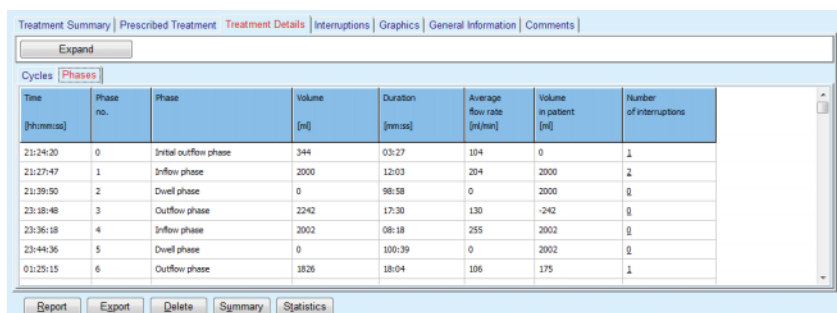 Treatment Summary Prescribed Treatment Treatment Details Interruptions Graphics General Information Comments
Expand
Cycles Phases
Time [hh:mm:ss] Phase no. Phase Volume [ml] Duration [mm:ss] Average flow rate [ml/min] Volume in patient [ml] Number of interruptions
21:24:20 0 Initial outflow phase 344 03:27 104 0 1
21:27:47 1 Inflow phase 2000 12:03 204 2000 2
21:39:50 2 Dwell phase 0 98:58 0 2000 0
23:18:48 3 Outflow phase 2242 17:30 130 -242 0
23:36:18 4 Inflow phase 2002 08:18 255 2002 0
23:44:36 5 Dwell phase 0 100:39 0 2002 0
01:25:15 6 Outflow phase 1826 18:04 106 175 1
Report Export Delete Summary Statistics